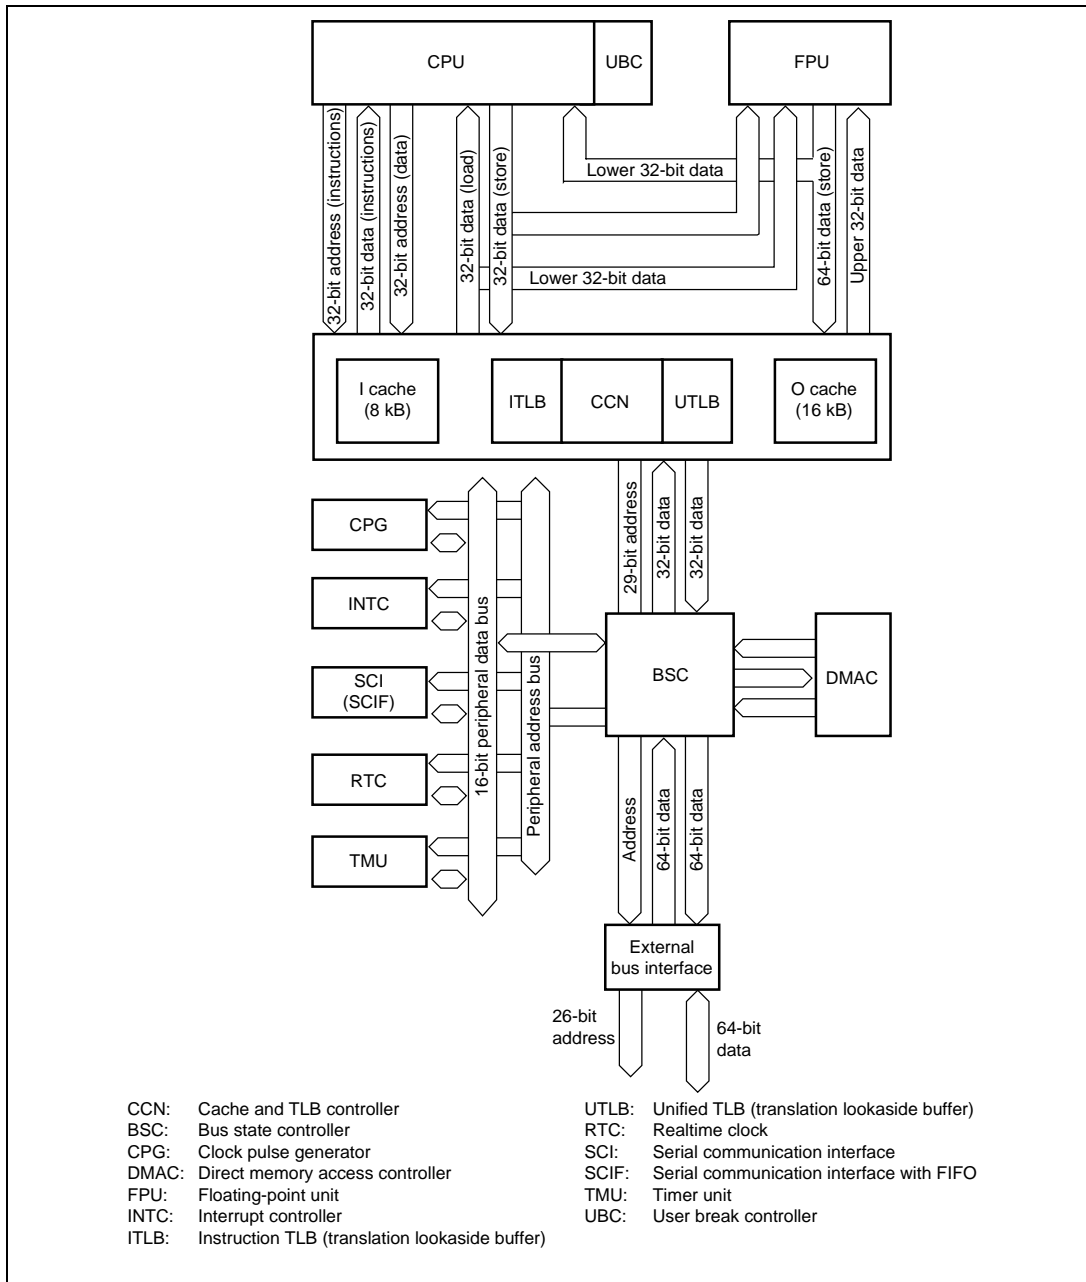 CPU
UBC
FPU
32-bit address (instructions)
32-bit data (instructions)
32-bit address (data)
32-bit data (load)
32-bit data (store)
Lower 32-bit data
Lower 32-bit data
64-bit data (store)
Upper 32-bit data
I cache
(8 kB)
ITLB
CCN
UTLB
O cache
(16 kB)
CPG
INTC
SCI
(SCIF)
RTC
TMU
16-bit peripheral data bus
Peripheral address bus
29-bit address
32-bit data
32-bit data
BSC
DMAC
Address
64-bit data
64-bit data
External
bus interface
26-bit
address
64-bit
data
CCN: Cache and TLB controller
BSC: Bus state controller
CPG: Clock pulse generator
DMAC: Direct memory access controller
FPU: Floating-point unit
INTC: Interrupt controller
ITLB: Instruction TLB (translation lookaside buffer)
UTLB: Unified TLB (translation lookaside buffer)
RTC: Realtime clock
SCI: Serial communication interface
SCIF: Serial communication interface with FIFO
TMU: Timer unit
UBC: User break controller